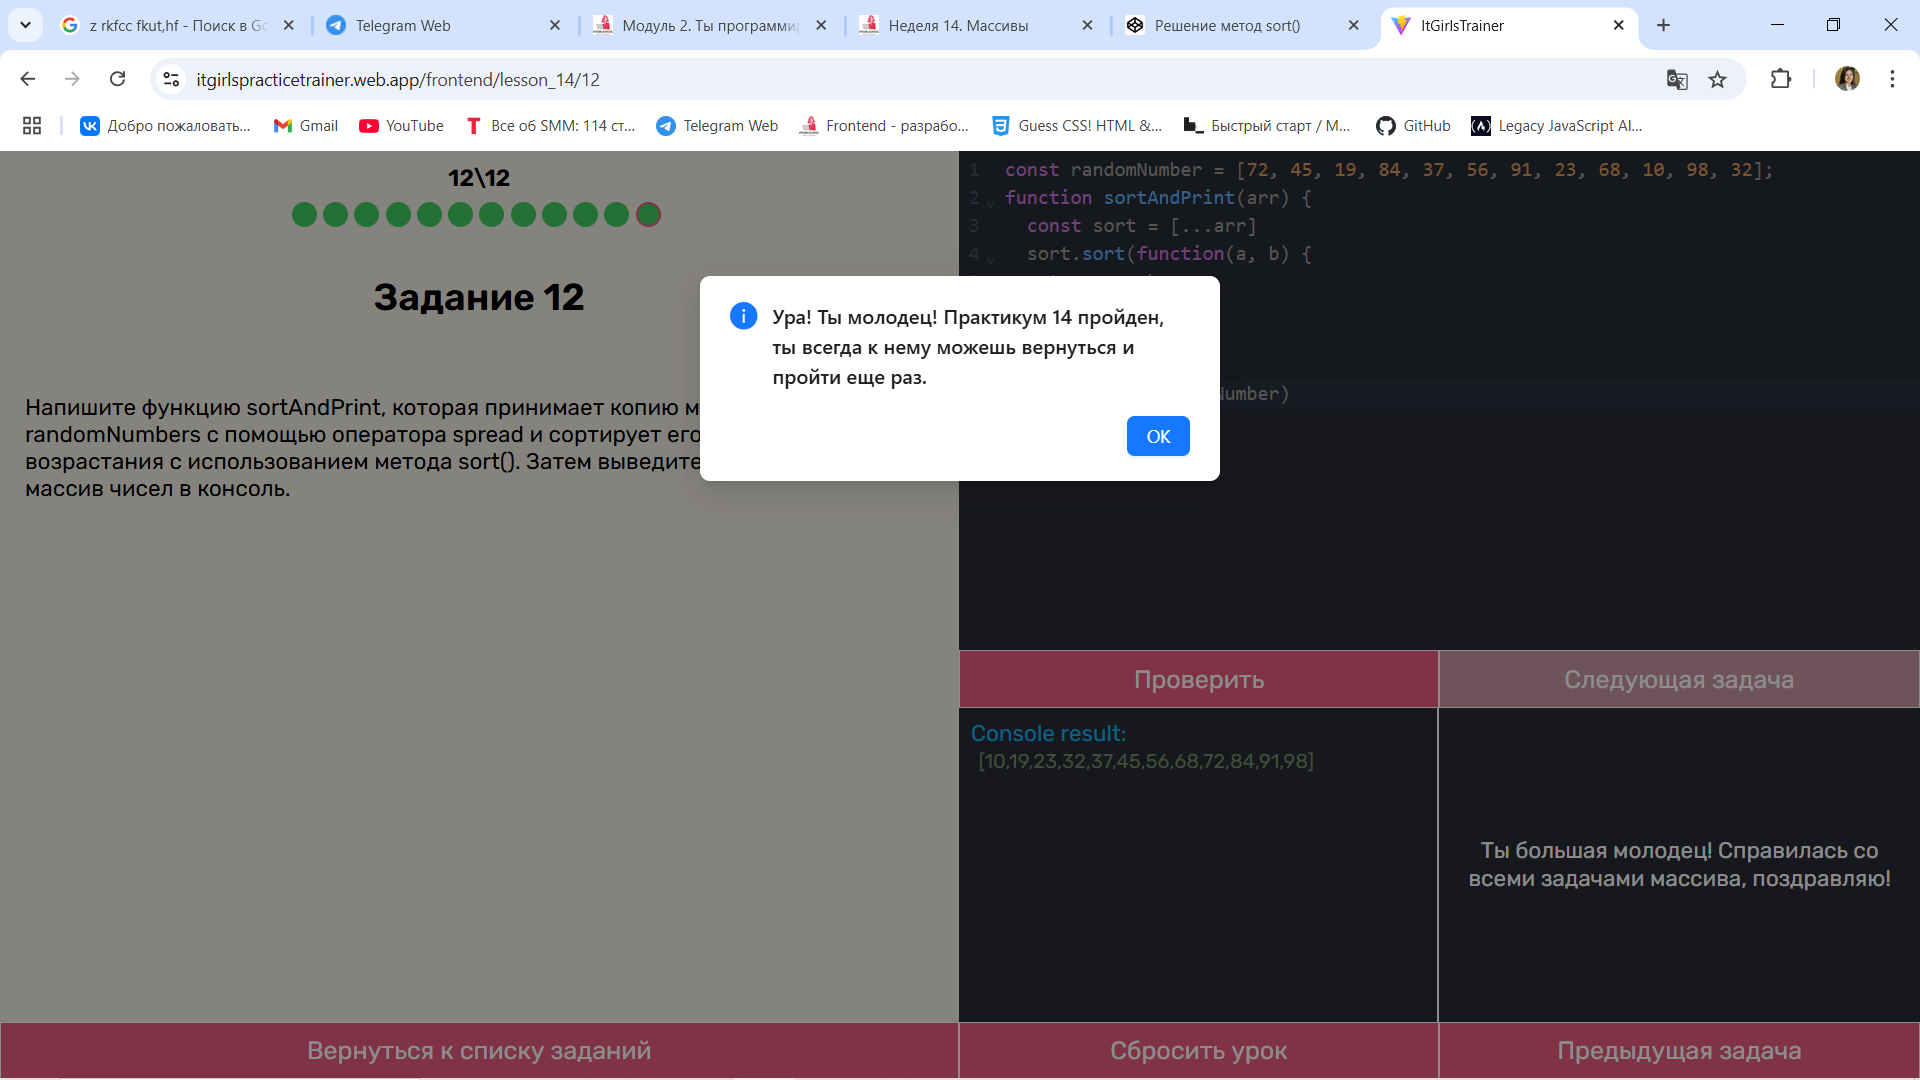 z rkfcc fkut,hf - Поиск в Go
Telegram Web
Модуль 2. Ты программи
Неделя 14. Массивы
Решение метод sort()
ItGirlsTrainer
itgirlspracticetrainer.web.app/frontend/lesson_14/12
Добро пожаловать...
Gmail
YouTube
Все об SMM: 114 ст...
Telegram Web
Frontend - разрабо...
Guess CSS! HTML &...
Быстрый старт / М...
GitHub
Legacy JavaScript Al...
12\12
Задание 12
Напишите функцию sortAndPrint, которая принимает копию м
randomNumbers с помощью оператора spread и сортирует его
возрастания с использованием метода sort(). Затем выведите
массив чисел в консоль.
1 const randomNumber = [72, 45, 19, 84, 37, 56, 91, 23, 68, 10, 98, 32];
2 function sortAndPrint(arr) {
3 const sort = [...arr]
4 sort.sort(function(a, b) {
Number)
Ура! Ты молодец! Практикум 14 пройден,
ты всегда к нему можешь вернуться и
пройти еще раз.
OK
Проверить
Следующая задача
Console result:
[10,19,23,32,37,45,56,68,72,84,91,98]
Ты большая молодец! Справилась со
всеми задачами массива, поздравляю!
Вернуться к списку заданий
Сбросить урок
Предыдущая задача